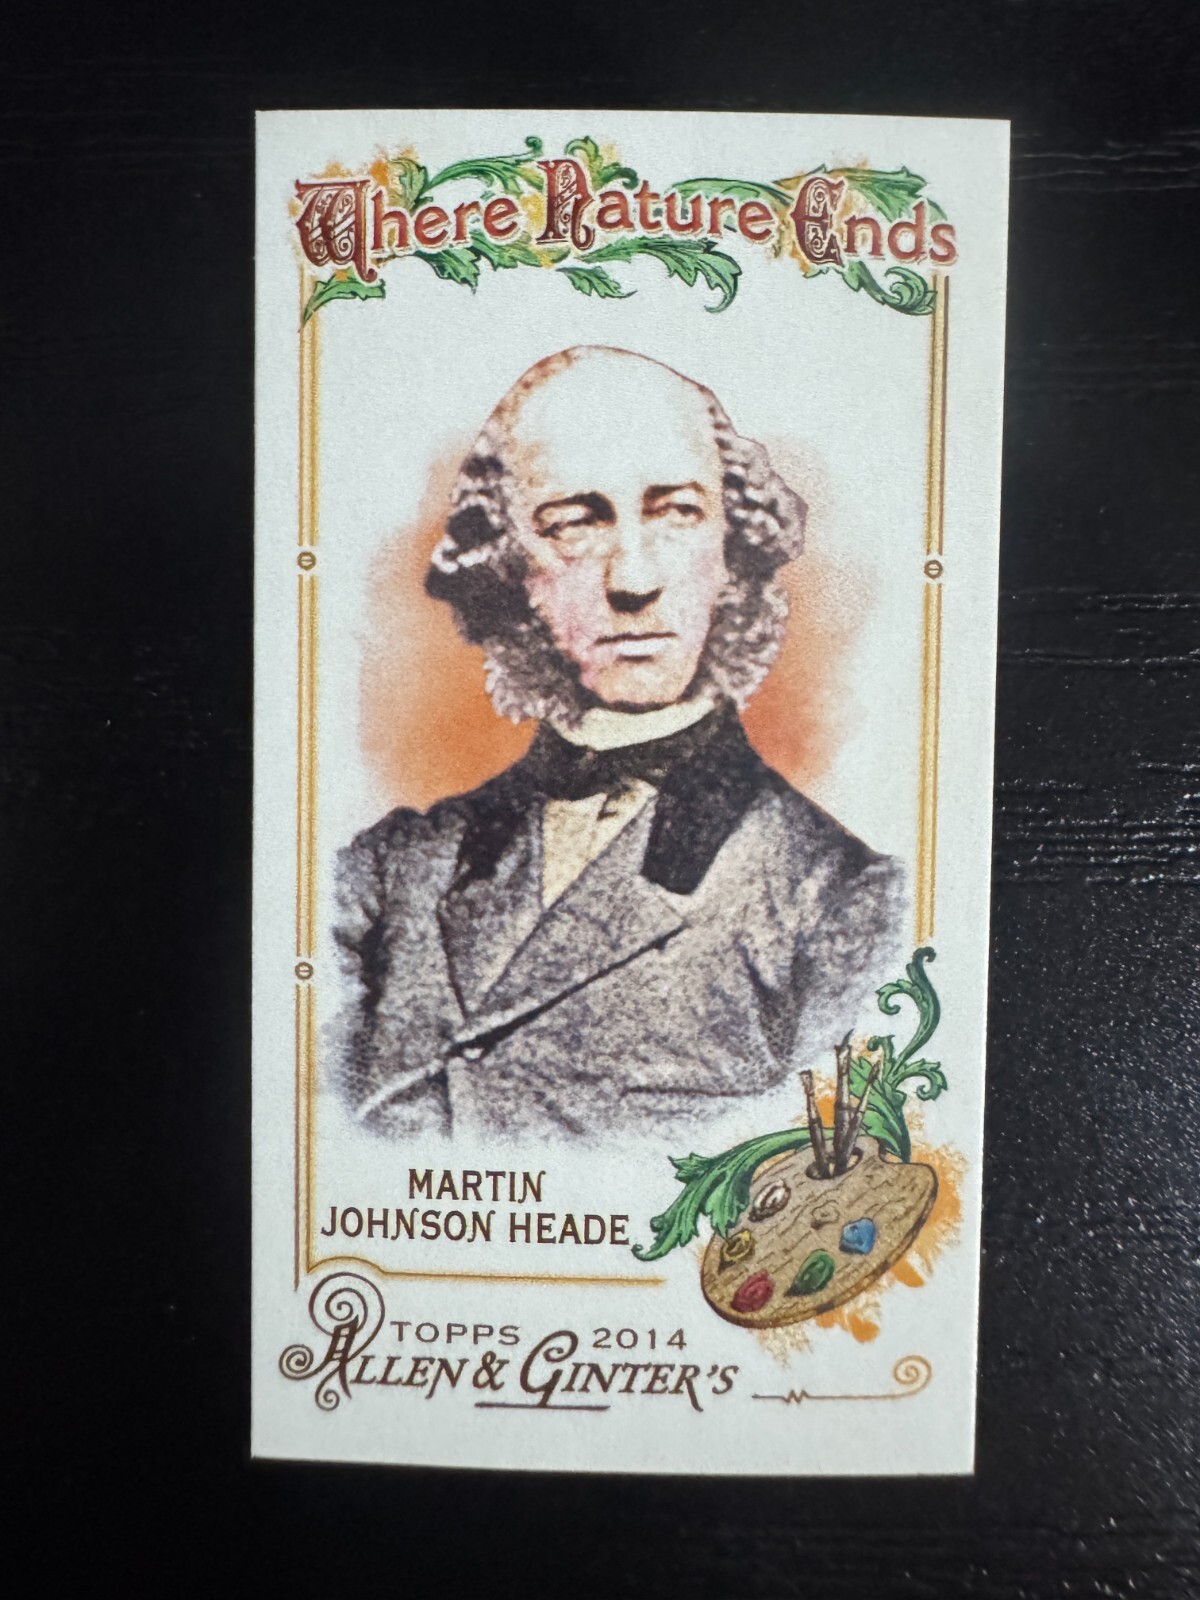 Where Nature Ends
MARTIN
JOHNSON HEADE
TOPPS 2014
ALLEN & GINTER'S